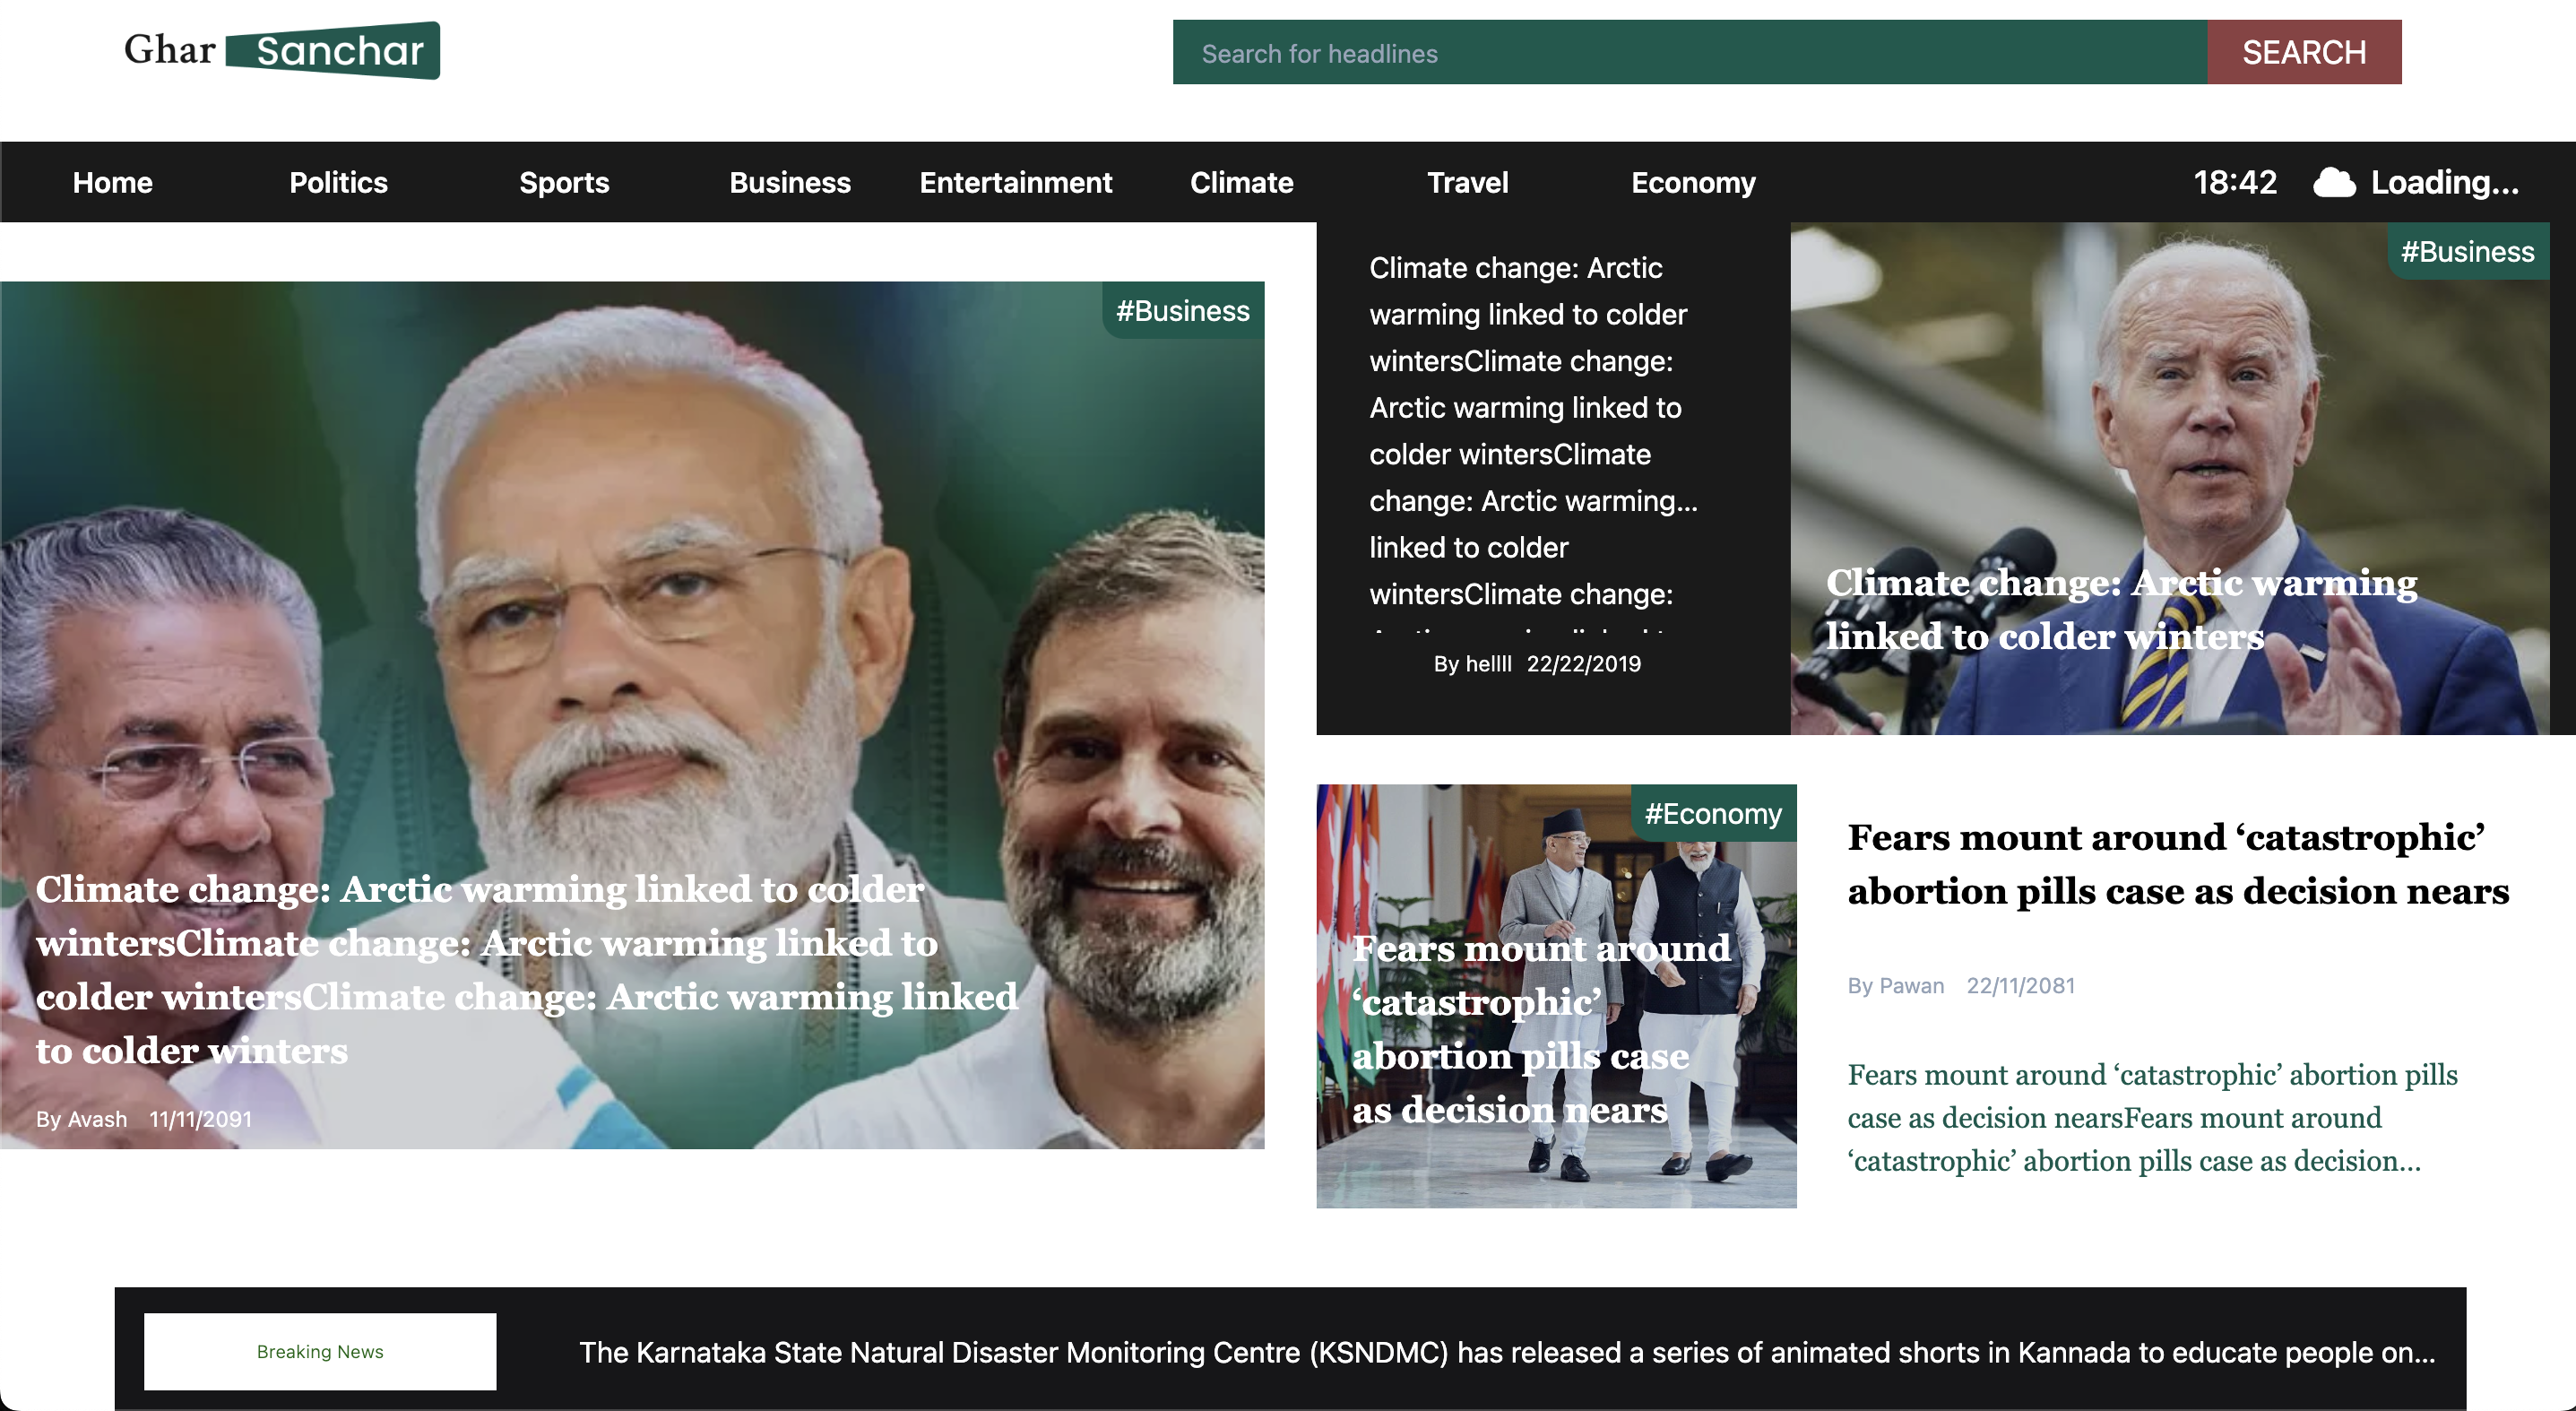 Ghar Sanchar
Search for headlines
SEARCH
Home Politics Sports Business Entertainment Climate Travel Economy 18:42 Loading...
#Business
Climate change: Arctic warming linked to colder
wintersClimate change: Arctic warming linked to
colder wintersClimate change: Arctic warming linked
to colder winters
By Avash 11/11/2091
Climate change: Arctic
warming linked to colder
wintersClimate change:
Arctic warming linked to
colder wintersClimate
change: Arctic warming...
linked to colder
wintersClimate change:
By hellll 22/22/2019
#Business
Climate change: Arctic warming
linked to colder winters
#Economy
Fears mount around
‘catastrophic’
abortion pills case
as decision nears
Fears mount around ‘catastrophic’
abortion pills case as decision nears
By Pawan 22/11/2081
Fears mount around ‘catastrophic’ abortion pills
case as decision nearsFears mount around
‘catastrophic’ abortion pills case as decision...
Breaking News
The Karnataka State Natural Disaster Monitoring Centre (KSNDMC) has released a series of animated shorts in Kannada to educate people on...